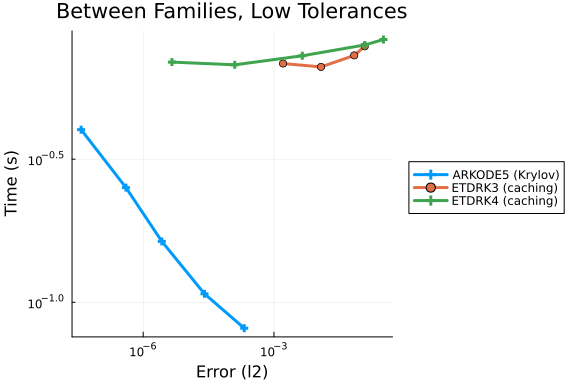 Between Families, Low Tolerances
Time (s)
10^−0.5
10^−1.0
10^−6
10^−3
Error (l2)
ARKODE5 (Krylov)
ETDRK3 (caching)
ETDRK4 (caching)